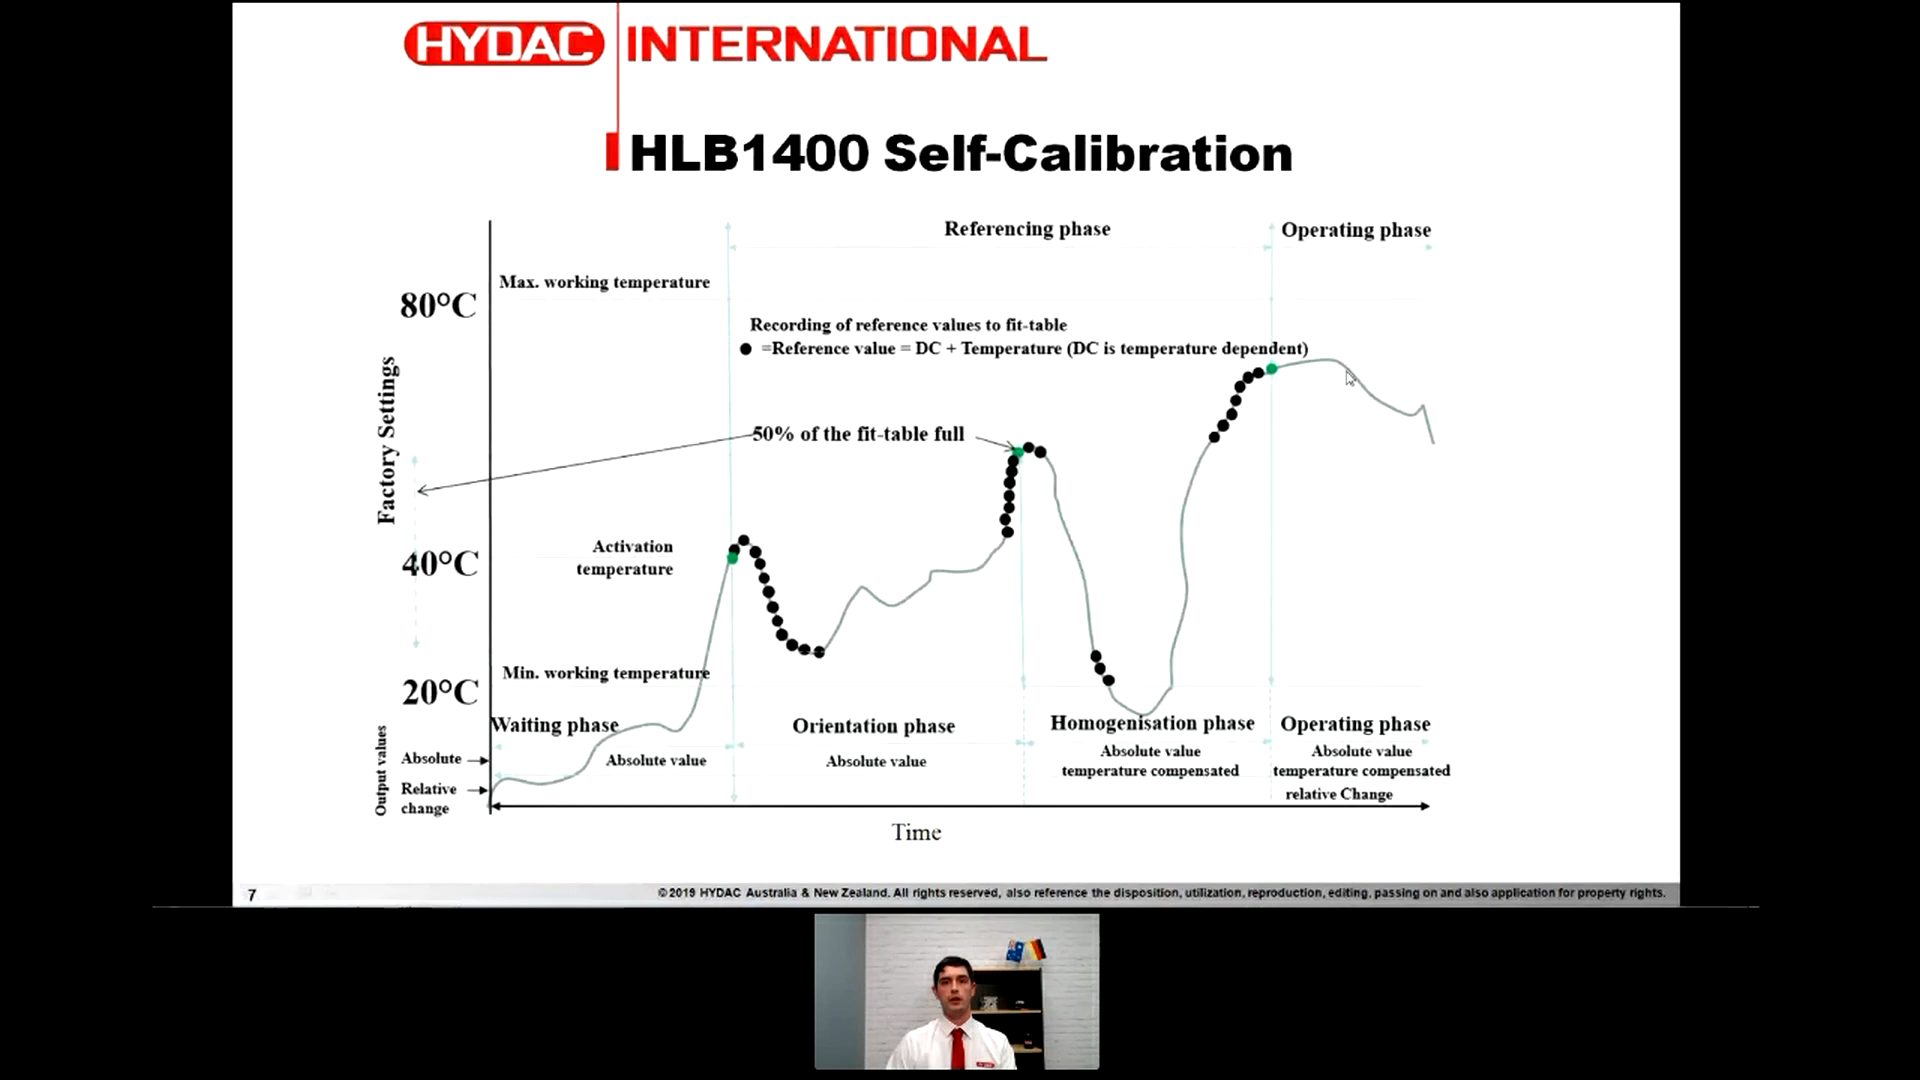 HYDAC INTERNATIONAL
HLB1400 Self-Calibration
Referencing phase
Operating phase
Max. working temperature
80°C
Recording of reference values to fit-table
=Reference value = DC + Temperature (DC is temperature dependent)
Factory Settings
50% of the fit-table full
Activation
temperature
40°C
Min. working temperature
20°C
Waiting phase
Orientation phase
Homogenisation phase
Operating phase
Output values
Absolute
Relative
change
Absolute value
Absolute value
Absolute value
temperature compensated
Absolute value
temperature compensated
relative Change
Time
7
©2019 HYDAC Australia & New Zealand. All rights reserved, also reference the disposition, utilization, reproduction, editing, passing on and also application for property rights.